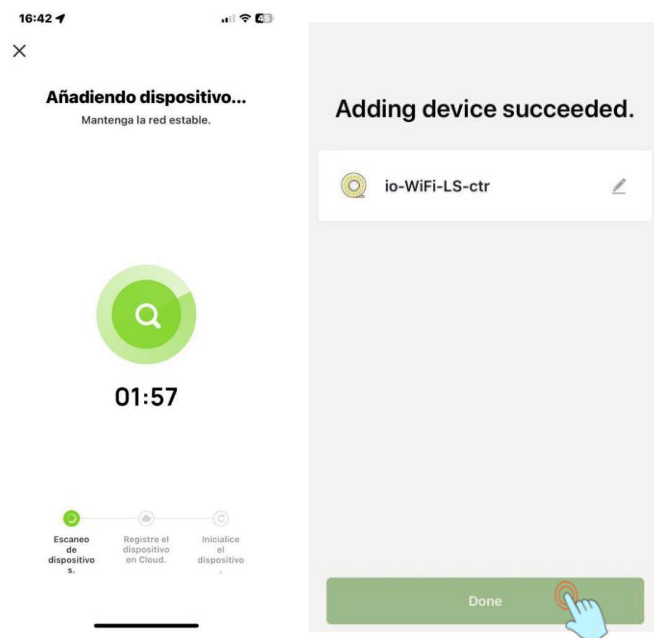 16:42
45
Añadiendo dispositivo...
Mantenga la red estable.
01:57
Escaneo
de
dispositivo
s.
Registre el
dispositivo
en Cloud.
Inicialice
el
dispositivo
.
Adding device succeeded.
io-WiFi-LS-ctr
Done